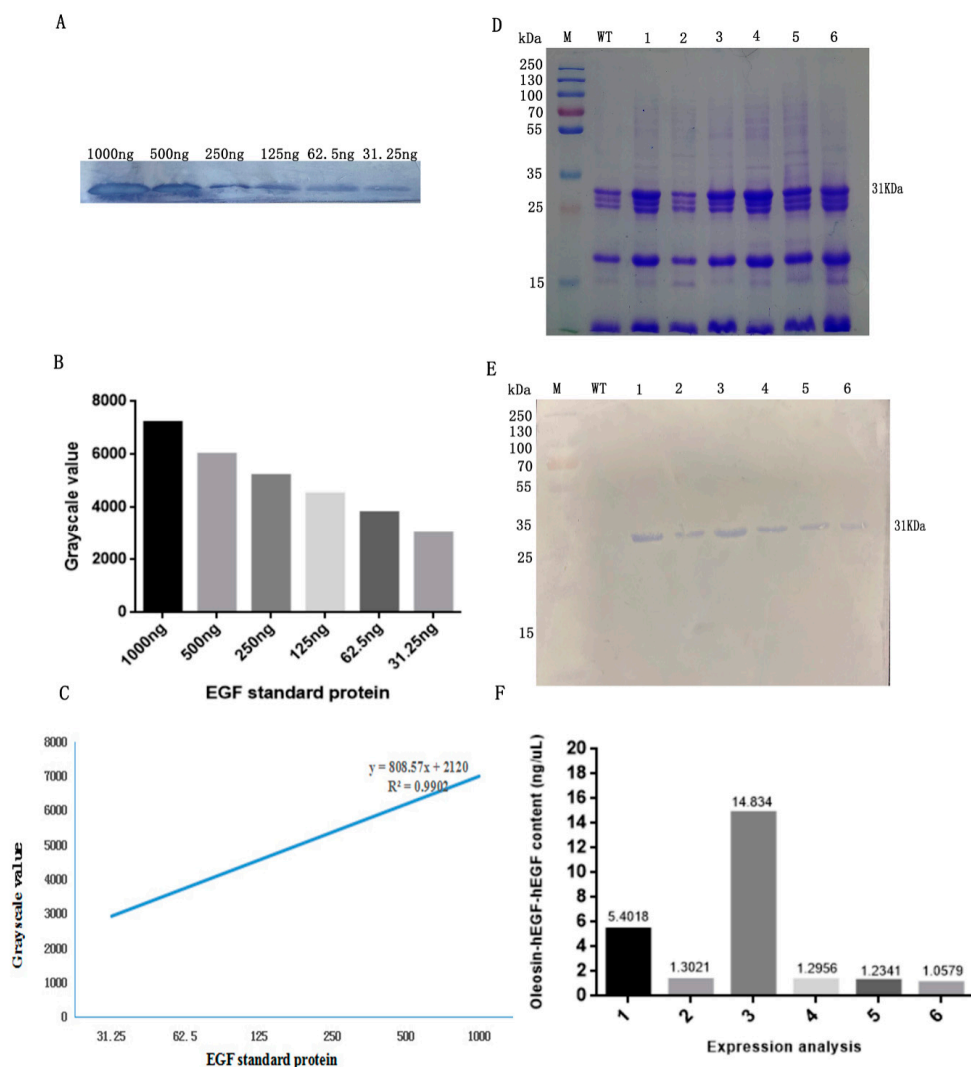 A
1000ng 500ng 250ng 125ng 62.5ng 31.25ng
B
Grayscale value
8000
6000
4000
2000
0
1000ng 500ng 250ng 125ng 62.5ng 31.25ng
EGF standard protein
C
Grayscale value
8000
7000
6000
5000
4000
3000
2000
1000
0
y = 808.57x + 2120
R² = 0.9902
31.25 62.5 125 250 500 1000
EGF standard protein
D
kDa M WT 1 2 3 4 5 6
250
130
100
70
55
35
25
15
31KDa
E
kDa M WT 1 2 3 4 5 6
250
130
100
70
55
35
25
15
31KDa
F
Oleosin-hEGF-hEGF content (ng/uL)
20
18
16
14
12
10
8
6
4
2
0
5.4018
1.3021
14.834
1.2956
1.2341
1.0579
1 2 3 4 5 6
Expression analysis